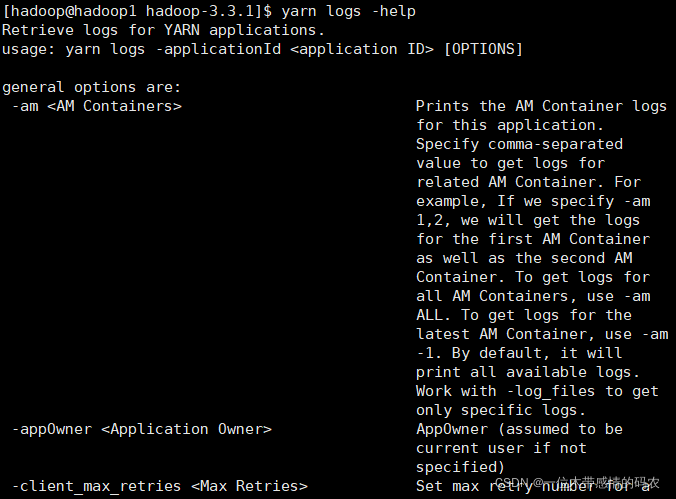 [hadoop@hadoop1 hadoop-3.3.1]$ yarn logs -help
Retrieve logs for YARN applications.
usage: yarn logs -applicationId <application ID> [OPTIONS]
general options are:
-am <AM Containers> Prints the AM Container logs
for this application.
Specify comma-separated
value to get logs for
related AM Container. For
example, If we specify -am
1,2, we will get the logs
for the first AM Container
as well as the second AM
Container. To get logs for
all AM Containers, use -am
ALL. To get logs for the
latest AM Container, use -am
-1. By default, it will
print all available logs.
Work with -log_files to get
only specific logs.
-appOwner <Application Owner> AppOwner (assumed to be
current user if not
specified)
-client_max_retries <Max Retries> Set max retry number for a
CSDN @一位木带感情的码农